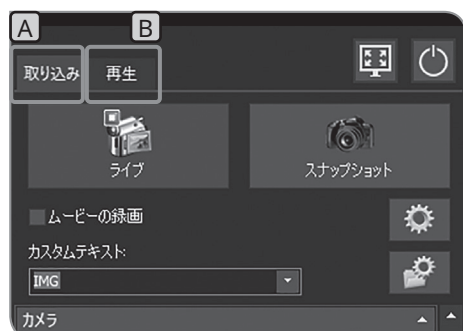 A
B
取り込み
再生
ライブ
スナップショット
ムービーの録画
カスタムテキスト:
IMG
カメラ